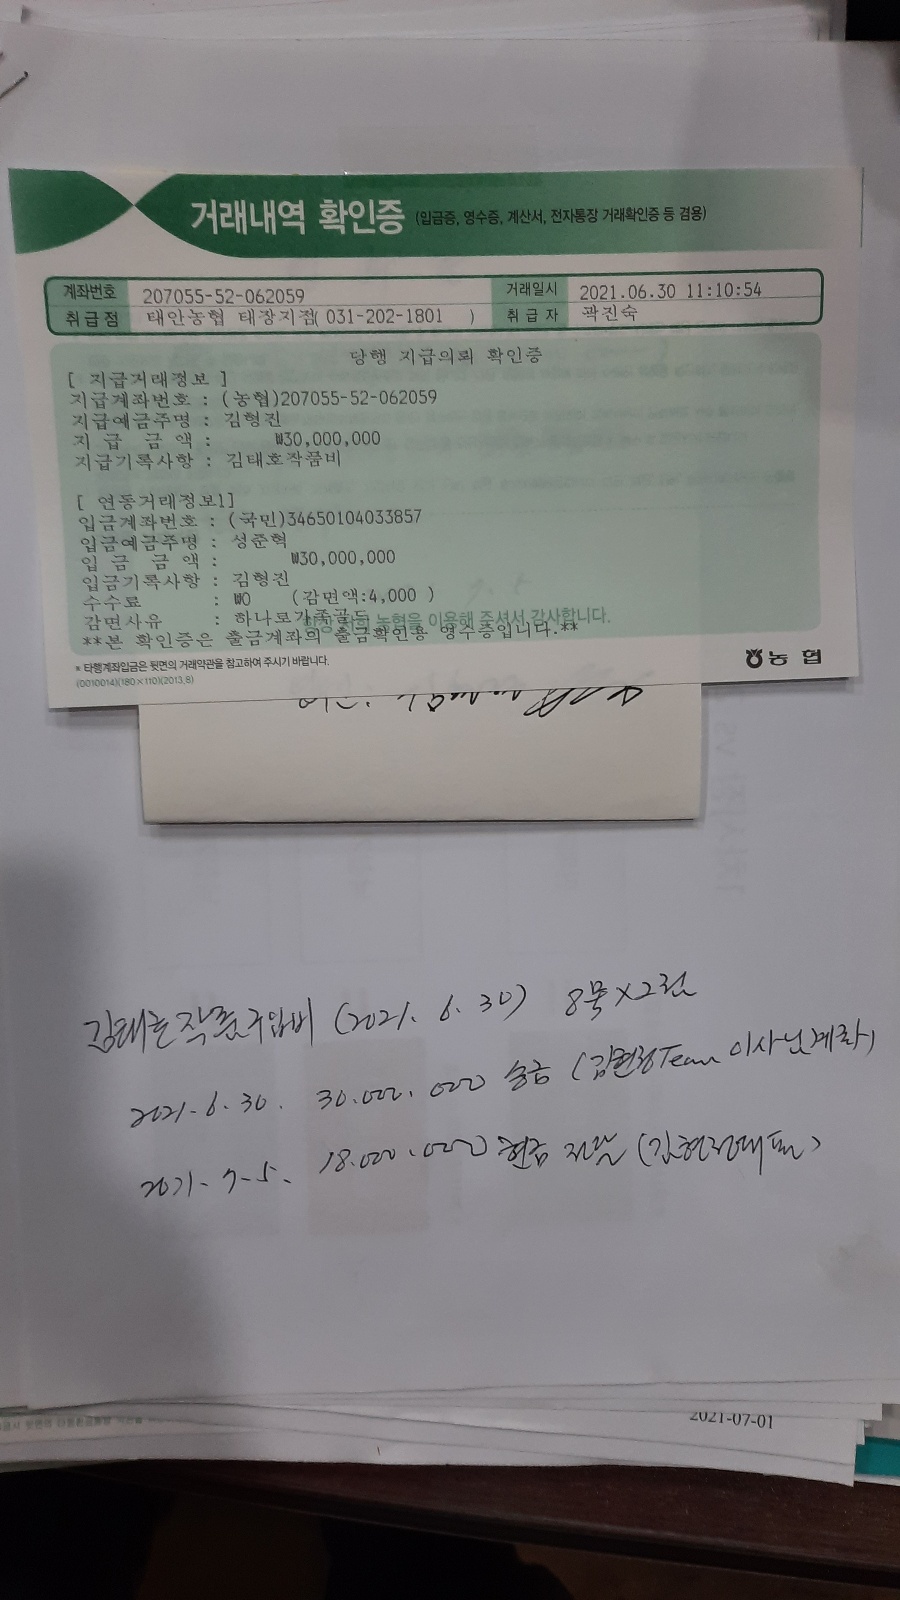 거래내역 확인증 (입금증, 영수증, 계산서, 전자통장 거래확인증 등 겸용)
계좌번호 207055-52-062059 거래일시 2021.06.30 11:10:54
취급점 태안농협 태장지점( 031-202-1801 ) 취급자 곽진숙
당행 지급의뢰 확인증
[ 지급거래정보 ]
지급계좌번호 : (농협)207055-52-062059
지급예금주명 : 김형진
지 급 금 액 : ₩30,000,000
지급기록사항 : 김태호작품비
[ 연동거래정보1]
입금계좌번호 : (국민)34650104033857
입금예금주명 : 성준혁
입 금 금 액 : ₩30,000,000
입금기록사항 : 김형진
수수료 : ₩0 (감면액:4,000 )
감면사유 : 하나로가족골드
농협을 이용해 주셔서 감사합니다.
**본 확인증은 출금계좌의 출금확인용 영수증입니다.**
* 타행계좌입금은 뒷면의 거래약관을 참고하여 주시기 바랍니다.
(0010014)(180×110)(2013.8)
농협
김태호작품구입비 (2021. 6. 30) 8묶×2권
2021. 6. 30. 30.000.000 송금 (김현정Team 이사님계좌)
2021. 7. 5. 18.000.000 현금 전달 (김현정대표)
2021-07-01